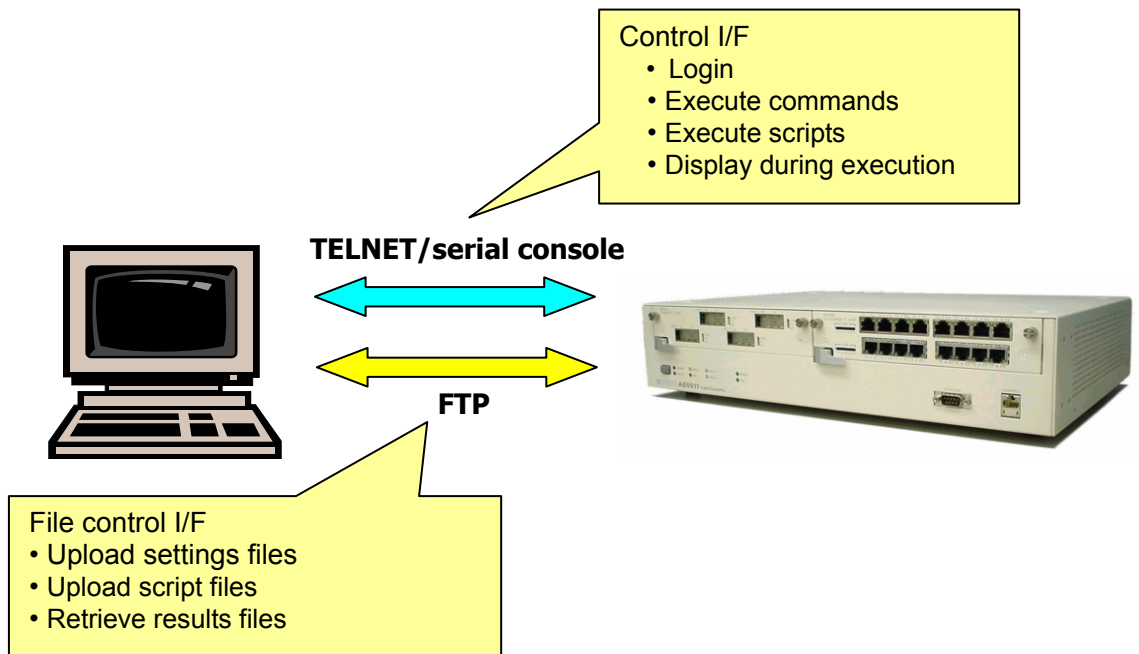 Control I/F
• Login
• Execute commands
• Execute scripts
• Display during execution
TELNET/serial console
FTP
File control I/F
• Upload settings files
• Upload script files
• Retrieve results files